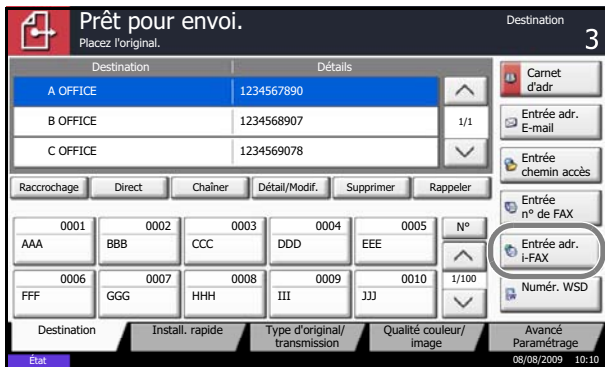 Prêt pour envoi.
Placez l'original.
Destination
3
Destination Détails
A OFFICE 1234567890
B OFFICE 1234568907
1/1
C OFFICE 1234569078
Carnet
d'adr
Entrée adr.
E-mail
Entrée
chemin accès
Entrée
n° de FAX
Entrée adr.
i-FAX
Numér. WSD
Raccrochage Direct Chaîner Détail/Modif. Supprimer Rappeler
0001 0002 0003 0004 0005 N°
AAA BBB CCC DDD EEE
0006 0007 0008 0009 0010 1/100
FFF GGG HHH III JJJ
Destination Install. rapide Type d'original/
transmission Qualité couleur/
image Avancé
Paramétrage
État 08/08/2009 10:10